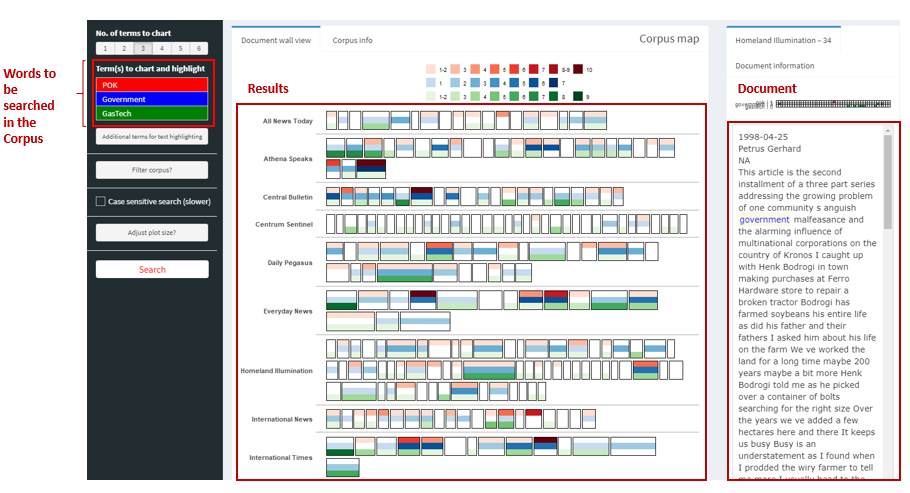 No. of terms to chart
1 2 3 4 5 6
Term(s) to chart and highlight
POK
Government
GasTech
Additional terms for text highlighting
Filter corpus?
Case sensitive search (slower)
Adjust plot size?
Search
Words to
be
searched
in the
Corpus
Document wall view
Corpus info
Corpus map
1-2 3 4 5 6 7 8-9 10
1 2 3 4 5 6 7
1-2 3 4 5 6 7 8 9
Results
All News Today
Athena Speaks
Central Bulletin
Centrum Sentinel
Daily Pegasus
Everyday News
Homeland Illumination
International News
International Times
Homeland Illumination – 34
Document information
Document
1998-04-25
Petrus Gerhard
NA
This article is the second
installment of a three part series
addressing the growing problem
of one community s anguish
government malfeasance and
the alarming influence of
multinational corporations on the
country of Kronos I caught up
with Henk Bodrogi in town
making purchases at Ferro
Hardware store to repair a
broken tractor Bodrogi has
farmed soybeans his entire life
as did his father and their
fathers I asked him about his life
on the farm We ve worked the
land for a long time maybe 200
years maybe a bit more Henk
Bodrogi told me as he picked
over a container of bolts
searching for the right size Over
the years we ve added a few
hectares here and there It keeps
us busy Busy is an
understatement as I found when
I prodded the wiry farmer to tell
me more I usually head to the